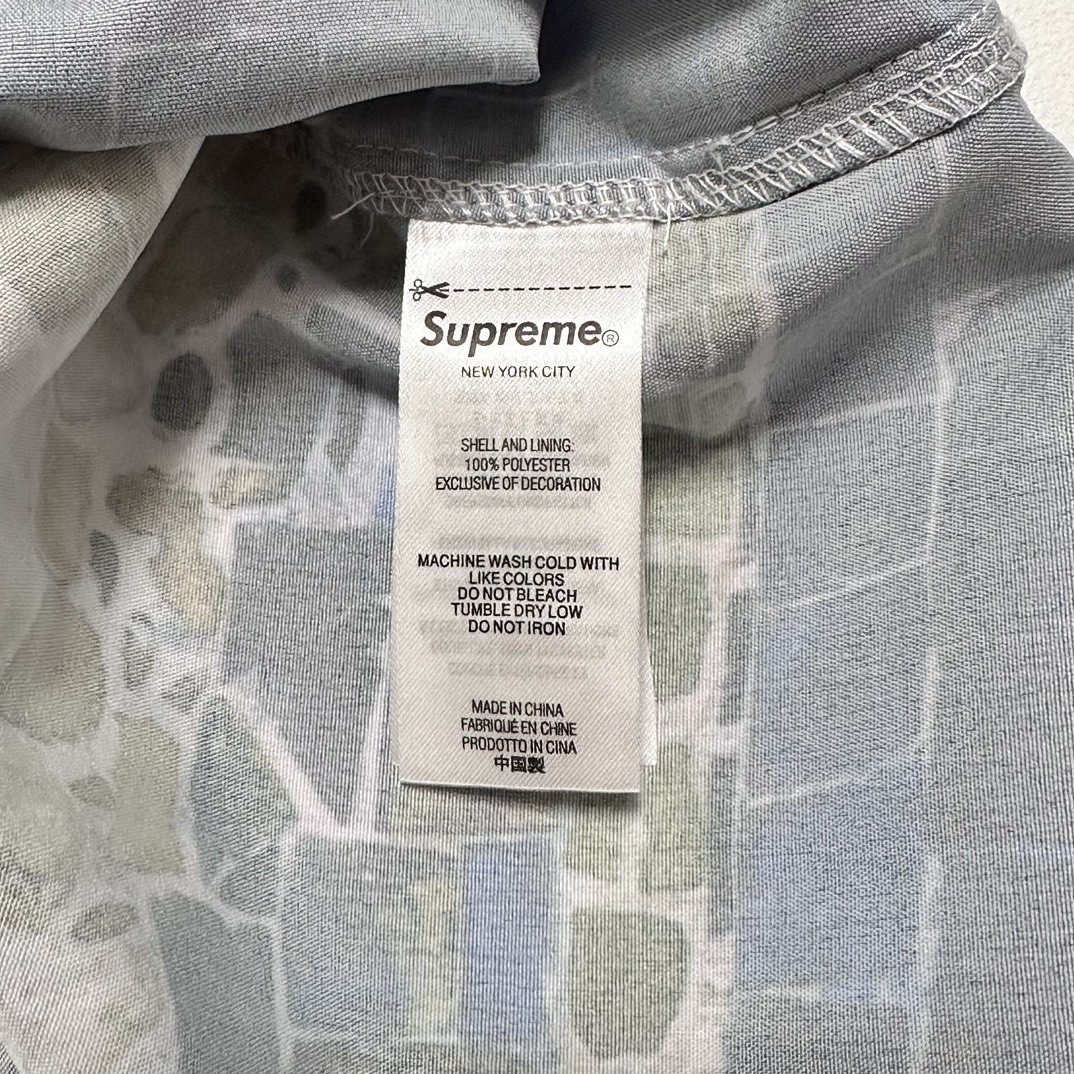 Supreme®
NEW YORK CITY
SHELL AND LINING:
100% POLYESTER
EXCLUSIVE OF DECORATION
MACHINE WASH COLD WITH
LIKE COLORS
DO NOT BLEACH
TUMBLE DRY LOW
DO NOT IRON
MADE IN CHINA
FABRIQUÉ EN CHINE
PRODOTTO IN CINA
中国製